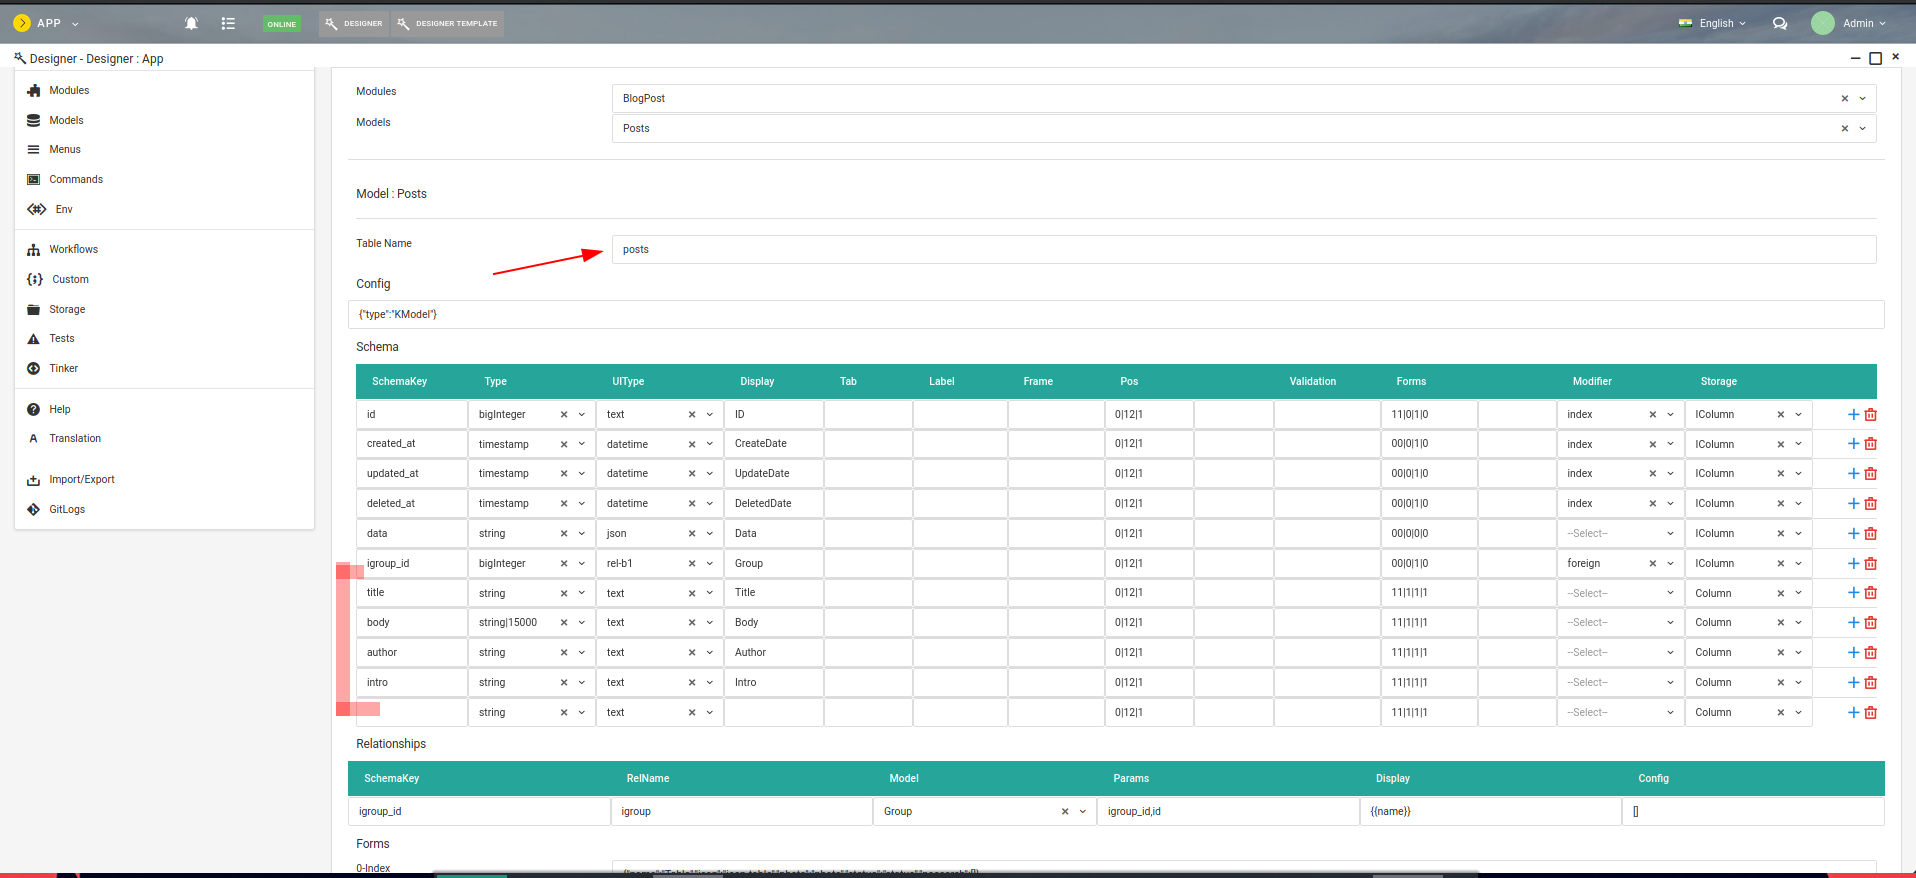 APP
ONLINE
DESIGNER
DESIGNER TEMPLATE
English
Admin
Designer - Designer : App
Modules
Models
Menus
Commands
Env
Workflows
Custom
Storage
Tests
Tinker
Help
Translation
Import/Export
GitLogs
Modules BlogPost
Models Posts
Model : Posts
Table Name posts
Config
{"type":"KModel"}
Schema
SchemaKey Type UIType Display Tab Label Frame Pos Validation Forms Modifier Storage
id bigInteger text ID 0|12|1 11|0|1|0 index IColumn
created_at timestamp datetime CreateDate 0|12|1 00|0|1|0 index IColumn
updated_at timestamp datetime UpdateDate 0|12|1 00|0|1|0 index IColumn
deleted_at timestamp datetime DeletedDate 0|12|1 00|0|1|0 index IColumn
data string json Data 0|12|1 00|0|0|0 --Select-- IColumn
igroup_id bigInteger rel-b1 Group 0|12|1 00|0|1|0 foreign IColumn
title string text Title 0|12|1 11|1|1|1 --Select-- Column
body string|15000 text Body 0|12|1 11|1|1|1 --Select-- Column
author string text Author 0|12|1 11|1|1|1 --Select-- Column
intro string text Intro 0|12|1 11|1|1|1 --Select-- Column
string text 0|12|1 11|1|1|1 --Select-- Column
Relationships
SchemaKey RelName Model Params Display Config
igroup_id igroup Group igroup_id,id {{name}} []
Forms
0-Index